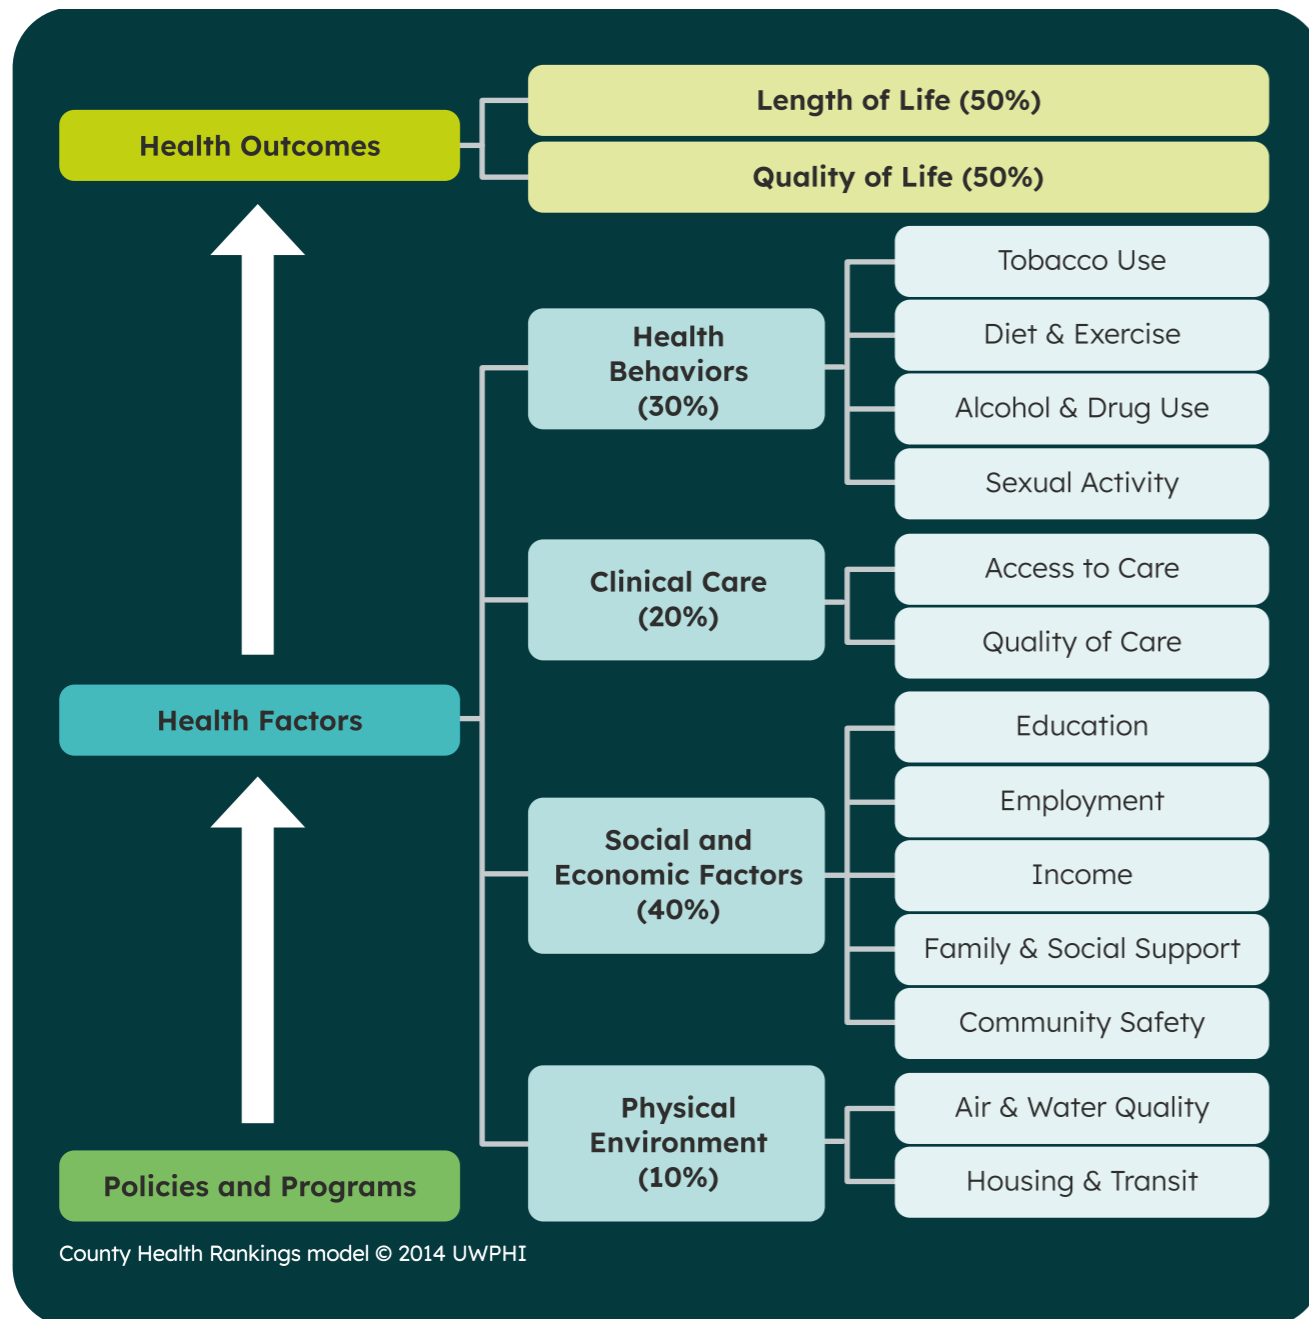 Health Outcomes
Length of Life (50%)
Quality of Life (50%)
Health
Behaviors
(30%)
Tobacco Use
Diet & Exercise
Alcohol & Drug Use
Sexual Activity
Clinical Care
(20%)
Access to Care
Quality of Care
Health Factors
Social and
Economic Factors
(40%)
Education
Employment
Income
Family & Social Support
Community Safety
Physical
Environment
(10%)
Air & Water Quality
Housing & Transit
Policies and Programs
County Health Rankings model © 2014 UWPHI